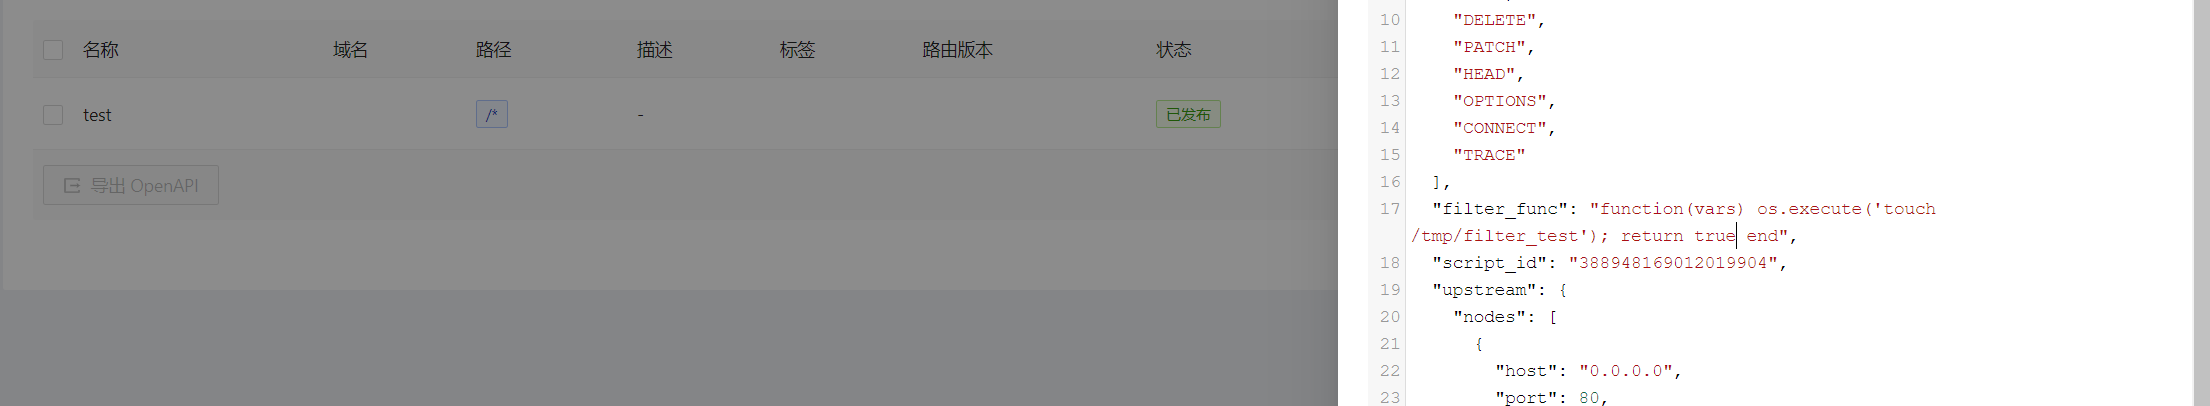 名称 域名 路径 描述 标签 路由版本 状态
test /* - 已发布
导出 OpenAPI
10 "DELETE",
11 "PATCH",
12 "HEAD",
13 "OPTIONS",
14 "CONNECT",
15 "TRACE"
16 ],
17 "filter_func": "function(vars) os.execute('touch
/tmp/filter_test'); return true end",
18 "script_id": "388948169012019904",
19 "upstream": {
20 "nodes": [
21 {
22 "host": "0.0.0.0",
23 "port": 80,